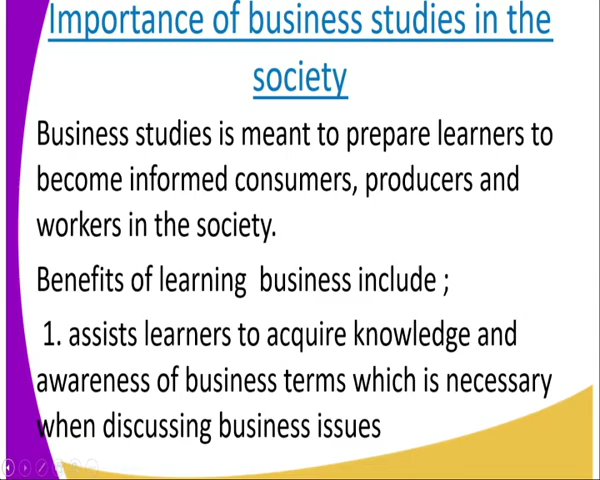 Importance of business studies in the
society
Business studies is meant to prepare learners to
become informed consumers, producers and
workers in the society.
Benefits of learning  business include ;
1. assists learners to acquire knowledge and
awareness of business terms which is necessary
when discussing business issues